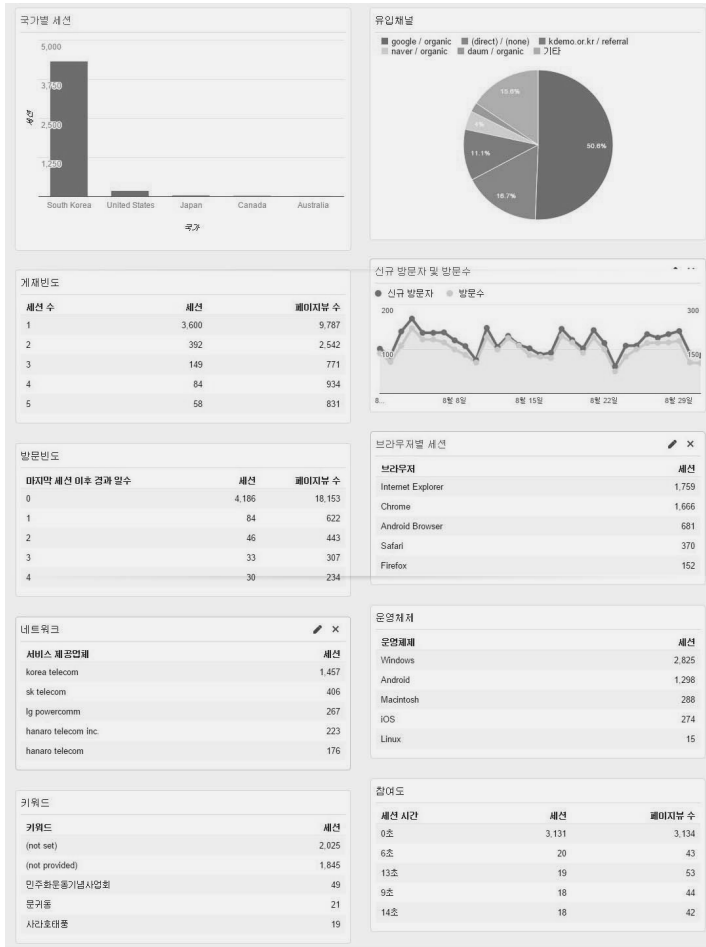 국가별 세션
5,000
3,750
2,500
1,250
세션
South Korea United States Japan Canada Australia
국가
유입채널
google / organic (direct) / (none) kdemo.or.kr / referral
naver / organic daum / organic 기타
50.6%
16.7%
11.1%
4%
15.8%
게재빈도
세션 수 세션 페이지뷰 수
1 3,600 9,787
2 392 2,542
3 149 771
4 84 934
5 58 831
신규 방문자 및 방문수
신규 방문자 방문수
200 300
100 150
8... 8월 8일 8월 15일 8월 22일 8월 29일
방문빈도
마지막 세션 이후 경과 일수 세션 페이지뷰 수
0 4,186 18,153
1 84 622
2 46 443
3 33 307
4 30 234
브라우저별 세션
브라우저 세션
Internet Explorer 1,759
Chrome 1,666
Android Browser 681
Safari 370
Firefox 152
네트워크
서비스 제공업체 세션
korea telecom 1,457
sk telecom 406
lg powercomm 267
hanaro telecom inc. 223
hanaro telecom 176
운영체제
운영체제 세션
Windows 2,825
Android 1,298
Macintosh 288
iOS 274
Linux 15
키워드
키워드 세션
(not set) 2,025
(not provided) 1,845
민주화운동기념사업회 49
문귀동 21
사라호태풍 19
참여도
세션 시간 세션 페이지뷰 수
0초 3,131 3,134
6초 20 43
13초 19 53
9초 18 44
14초 18 42